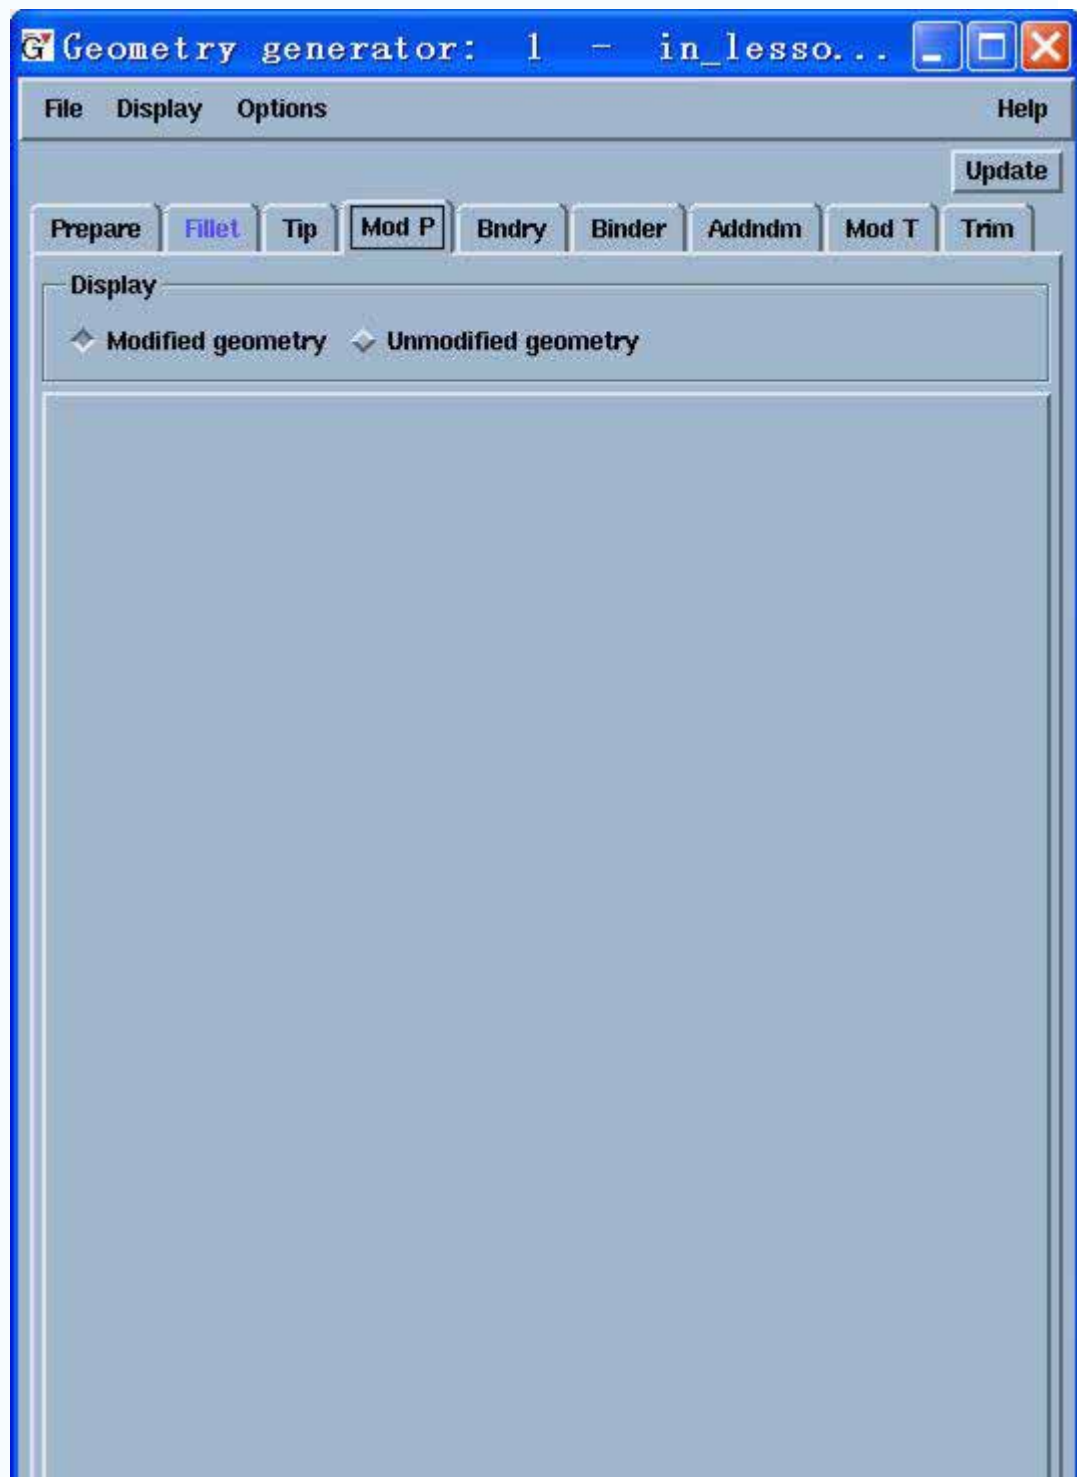 Geometry generator: 1 - in_lesso...
File Display Options Help
Update
Prepare Fillet Tip Mod P Bndry Binder Addndm Mod T Trim
Display
Modified geometry Unmodified geometry